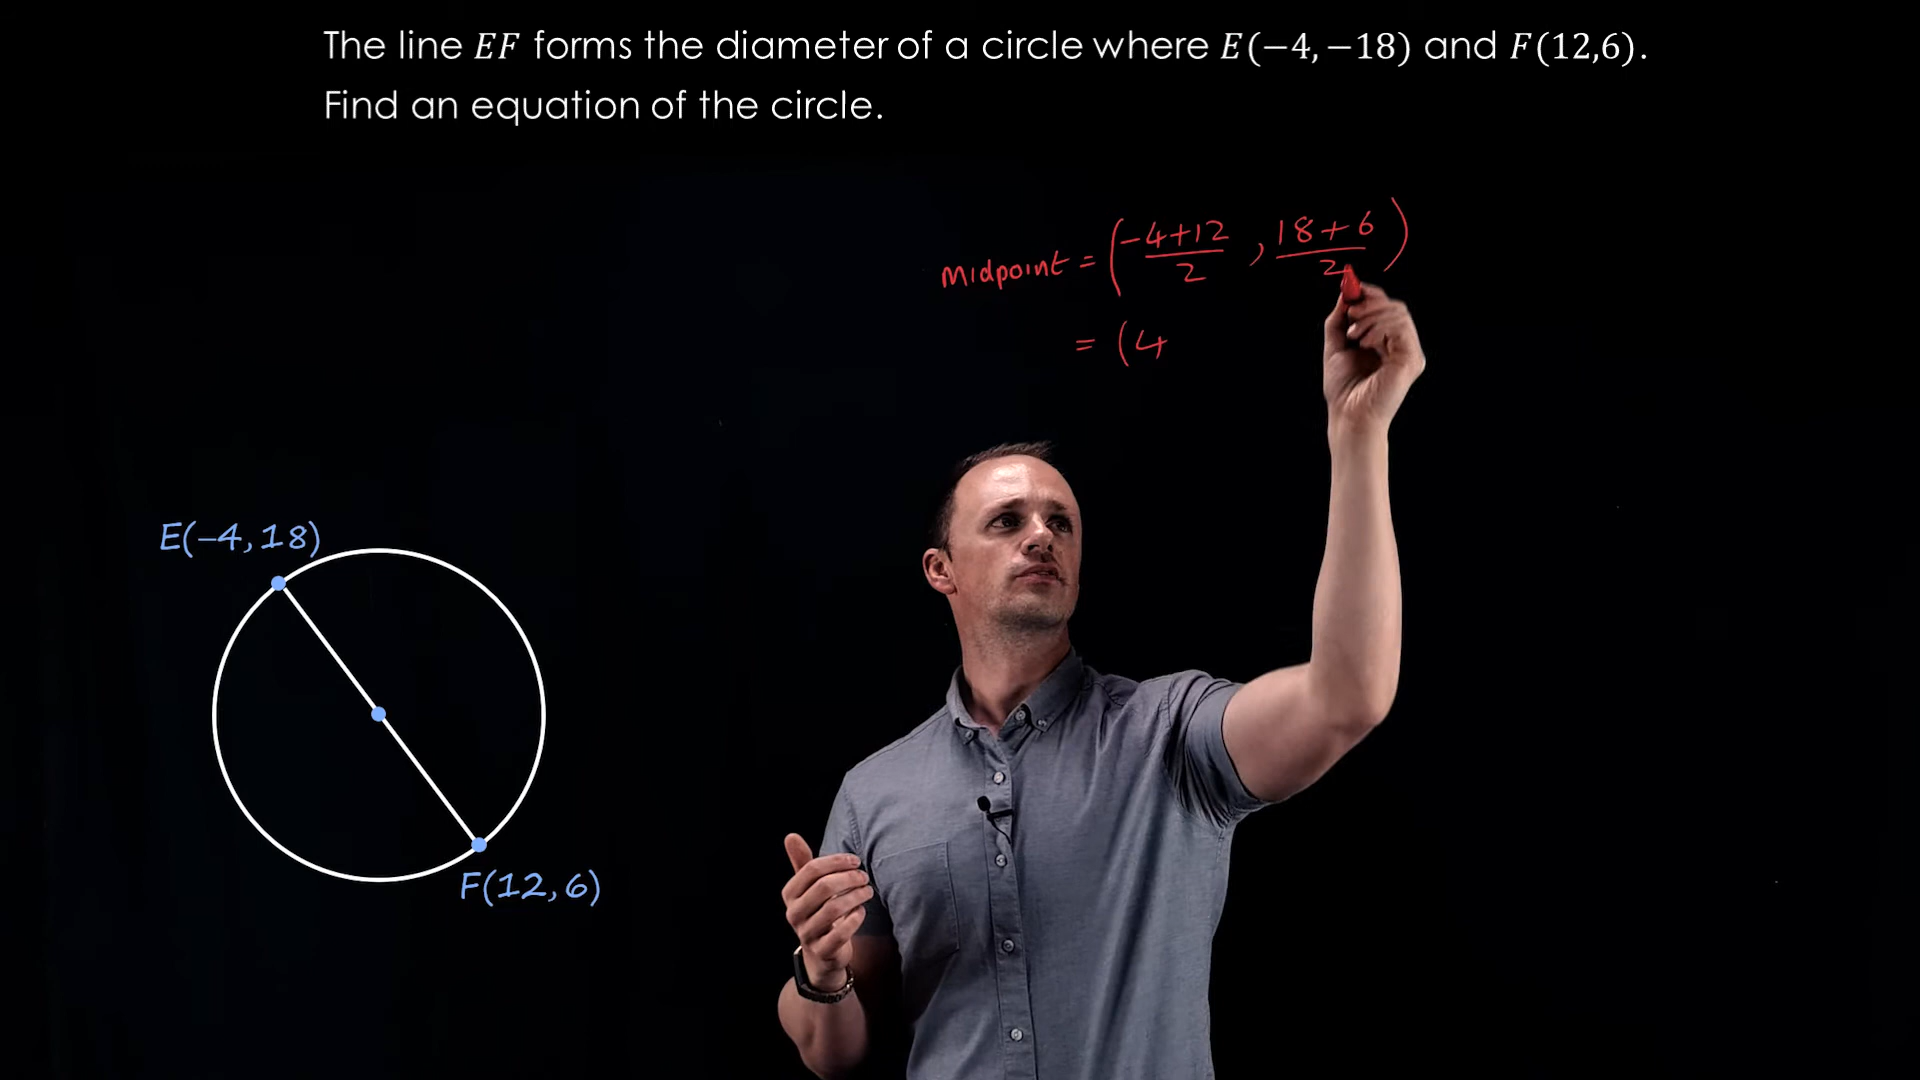 The line EF forms the diameter of a circle where E(−4, −18) and F(12,6).
Find an equation of the circle.
Midpoint = (-4+12/2, 18+6/2)
= (4
E(-4, 18)
F(12, 6)